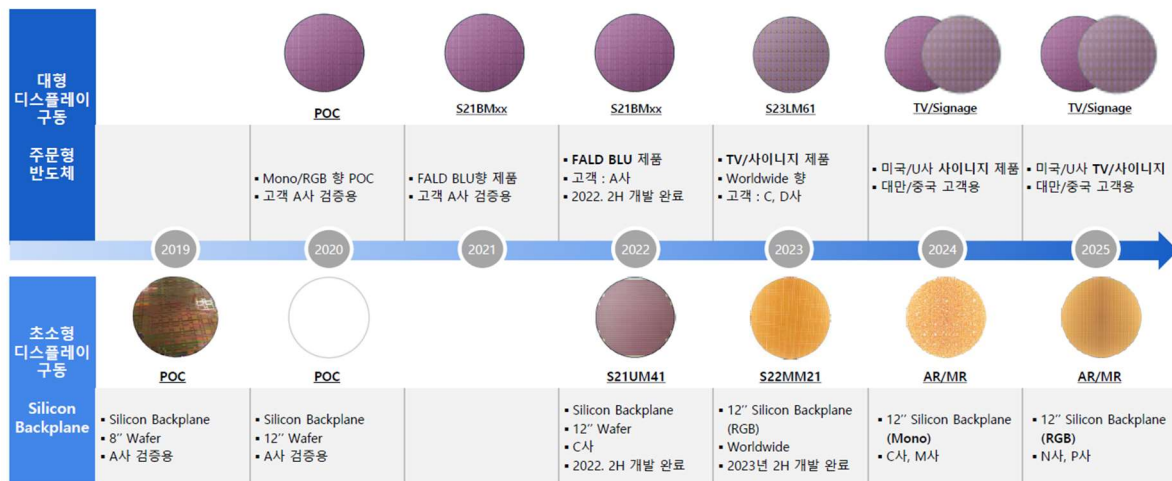 대형
디스플레이
구동
주문형
반도체
POC
S21BMxx
S21BMxx
S23LM61
TV/Signage
TV/Signage
▪ Mono/RGB 향 POC
▪ 고객 A사 검증용
▪ FALD BLU향 제품
▪ 고객 A사 검증용
▪ FALD BLU 제품
▪ 고객 : A사
▪ 2022. 2H 개발 완료
▪ TV/사이니지 제품
▪ Worldwide 향
▪ 고객 : C, D사
▪ 미국/U사 사이니지 제품
▪ 대만/중국 고객용
▪ 미국/U사 TV/사이니지
▪ 대만/중국 고객용
2019
2020
2021
2022
2023
2024
2025
초소형
디스플레이
구동
Silicon
Backplane
POC
POC
S21UM41
S22MM21
AR/MR
AR/MR
▪ Silicon Backplane
▪ 8’’ Wafer
▪ A사 검증용
▪ Silicon Backplane
▪ 12’’ Wafer
▪ A사 검증용
▪ Silicon Backplane
▪ 12’’ Wafer
▪ C사
▪ 2022. 2H 개발 완료
▪ 12’’ Silicon Backplane
(RGB)
▪ Worldwide
▪ 2023년 2H 개발 완료
▪ 12’’ Silicon Backplane
(Mono)
▪ C사, M사
▪ 12’’ Silicon Backplane
(RGB)
▪ N사, P사